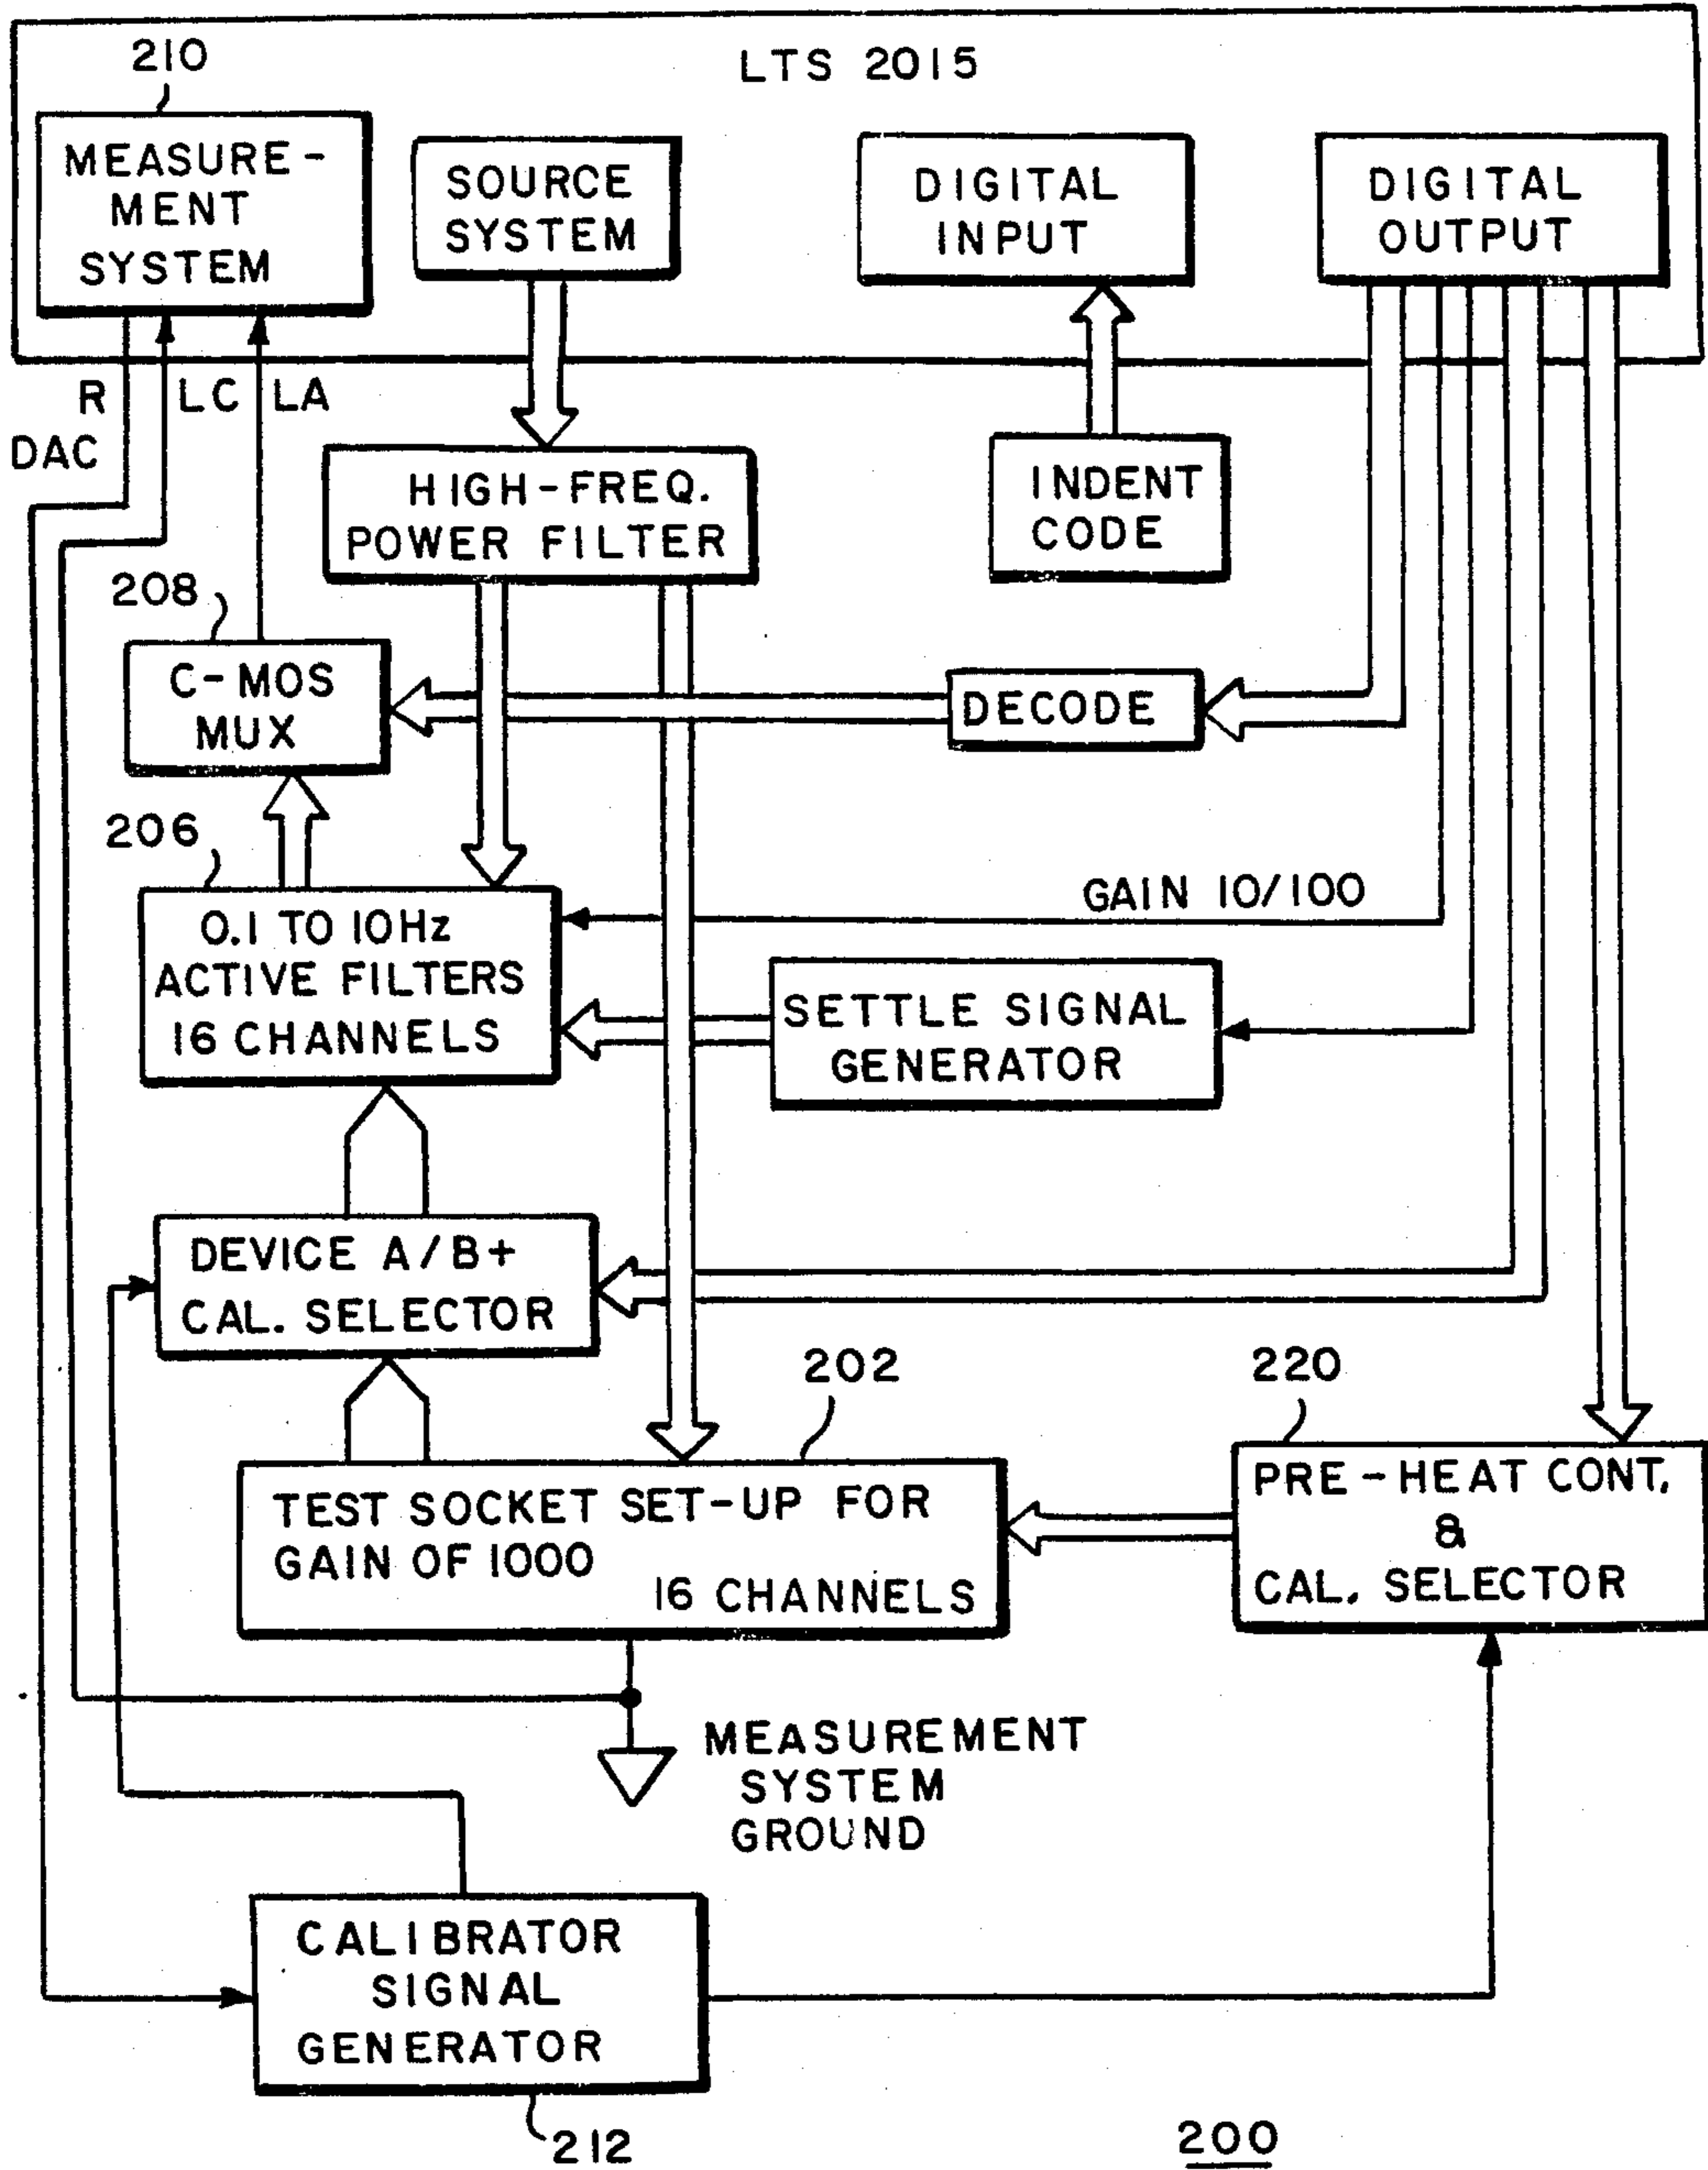 LTS 2015
210
MEASURE-
MENT
SYSTEM
SOURCE
SYSTEM
DIGITAL
INPUT
DIGITAL
OUTPUT
R
DAC
LC
LA
HIGH-FREQ.
POWER FILTER
INDENT
CODE
208
C-MOS
MUX
DECODE
206
0.1 TO 10Hz
ACTIVE FILTERS
16 CHANNELS
GAIN 10/100
SETTLE SIGNAL
GENERATOR
DEVICE A/B+
CAL. SELECTOR
202
220
TEST SOCKET SET-UP FOR
GAIN OF 1000
16 CHANNELS
PRE-HEAT CONT.
&
CAL. SELECTOR
MEASUREMENT
SYSTEM
GROUND
CALIBRATOR
SIGNAL
GENERATOR
212
200